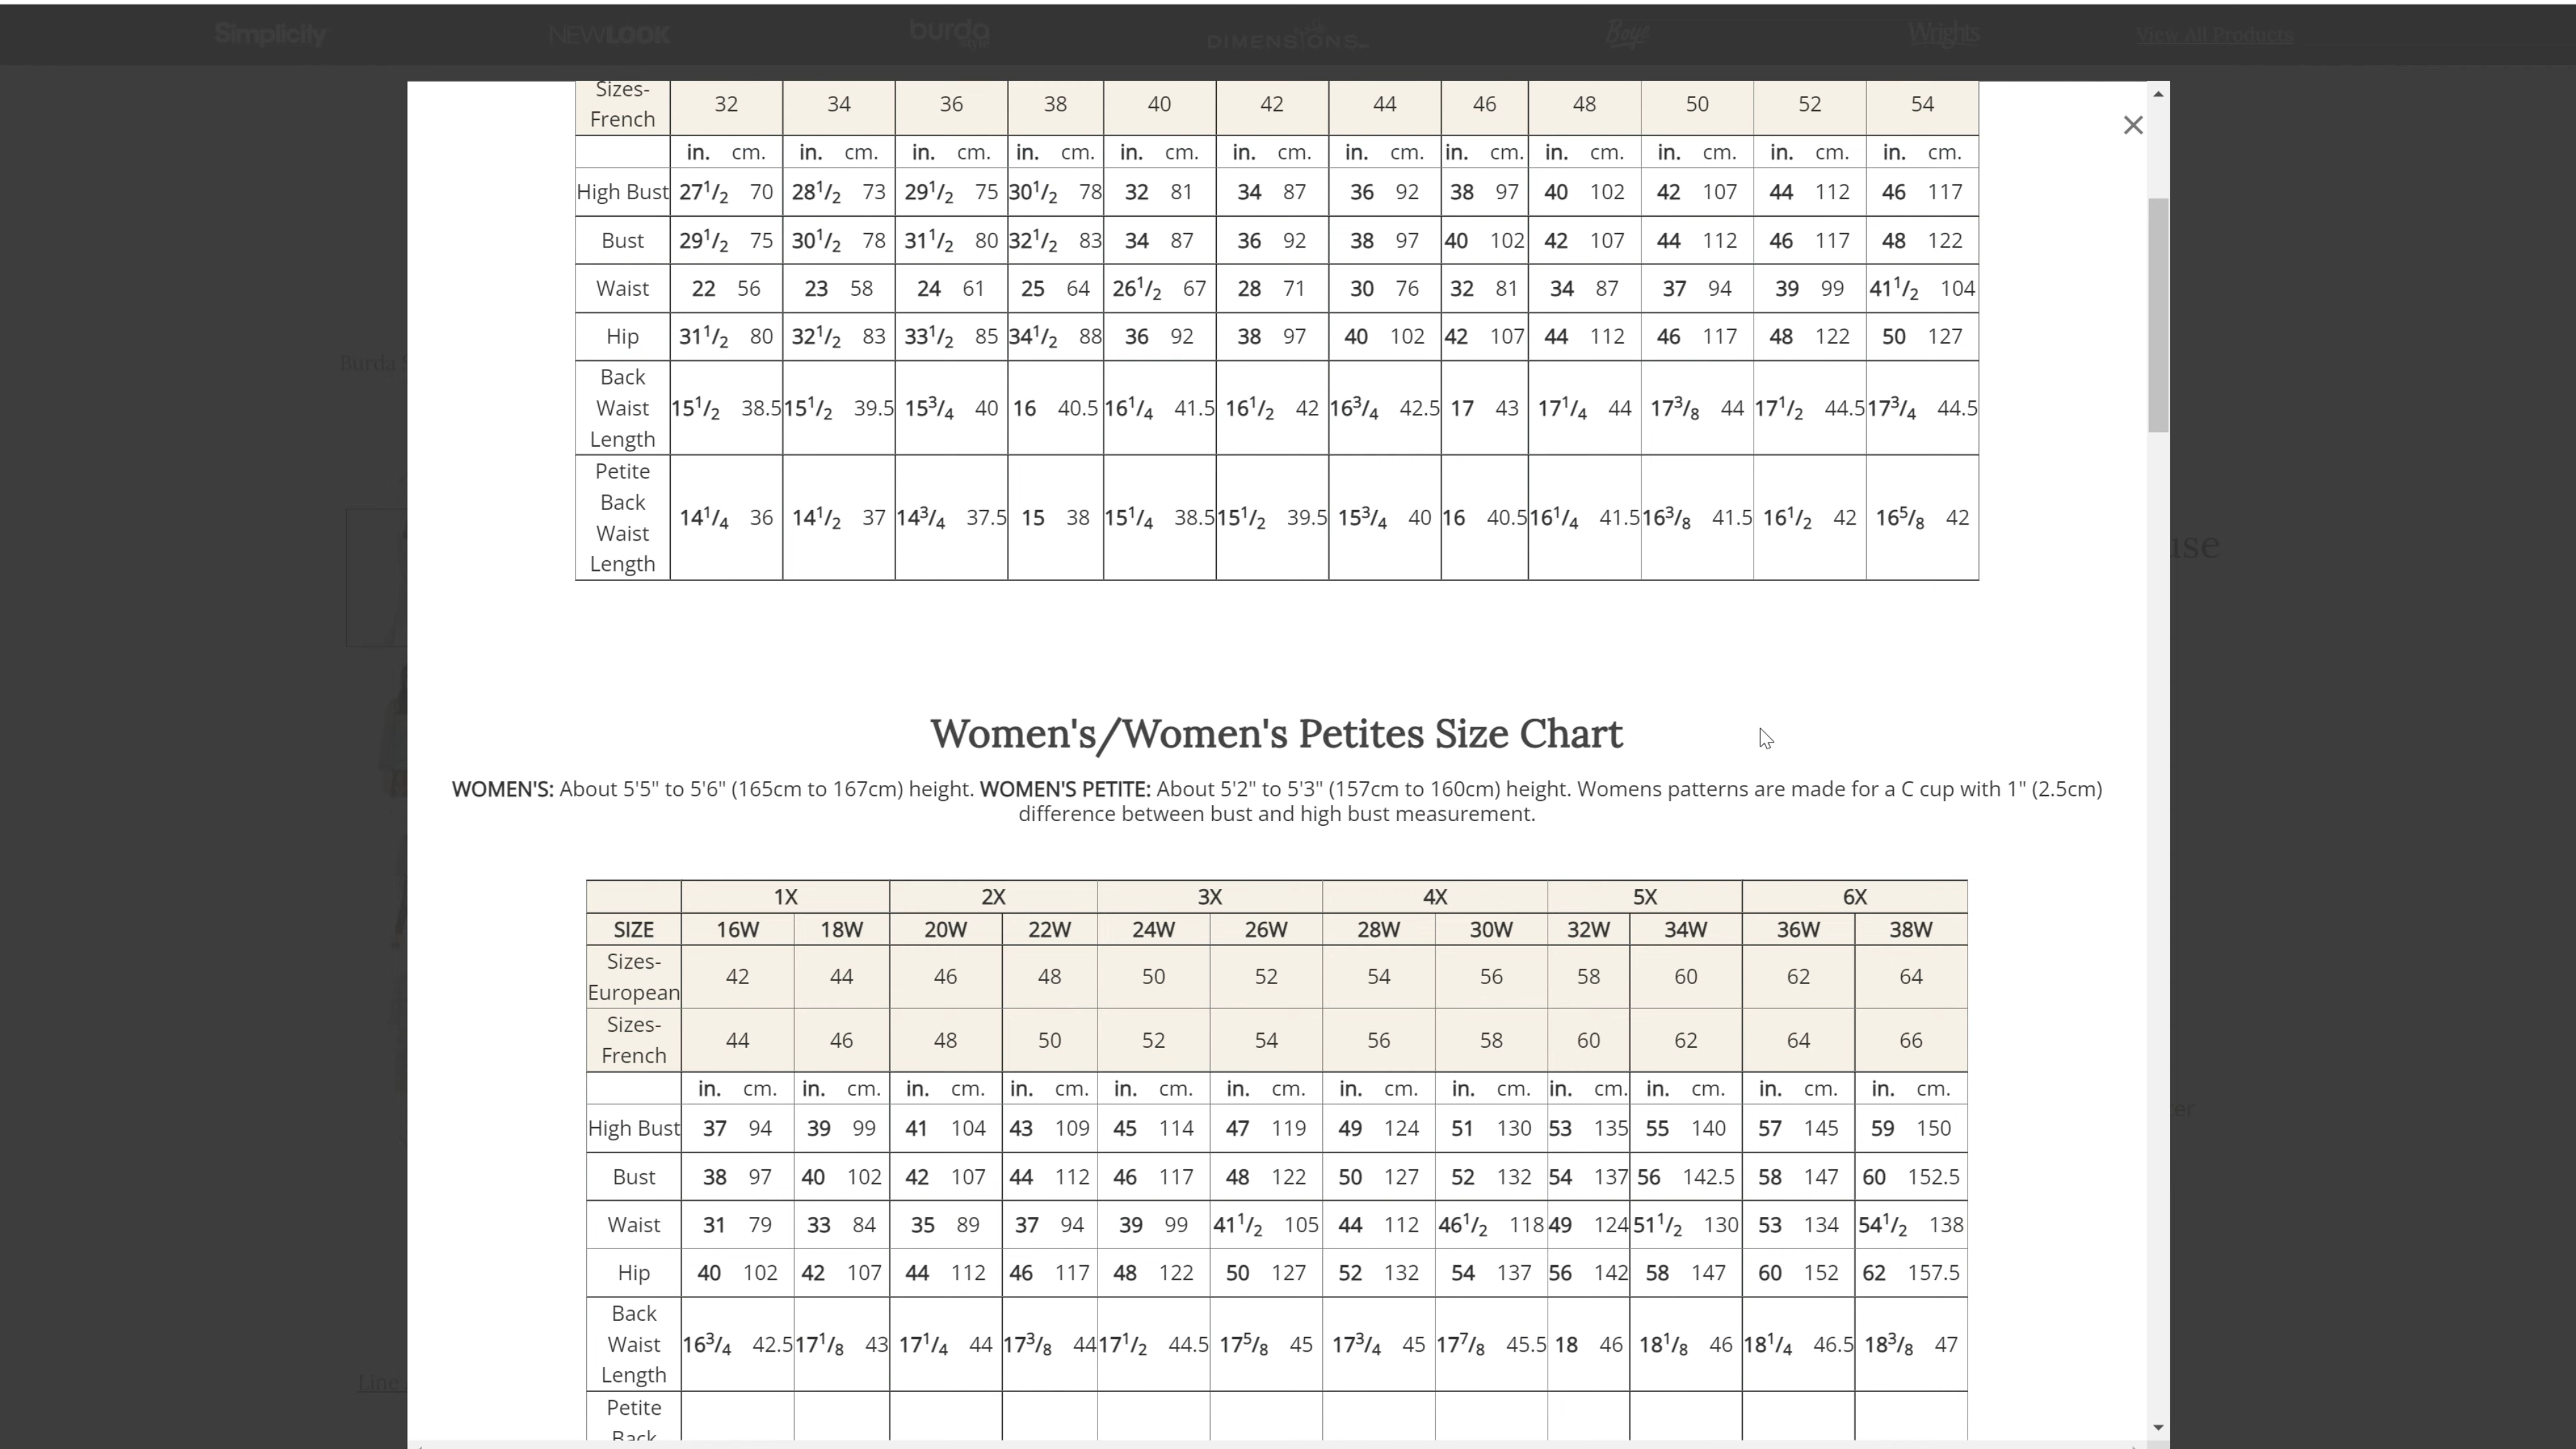 Simplicity NEWLOOK burda style DIMENSIONS Boye Wrights View All Products
Sizes-
French 32 34 36 38 40 42 44 46 48 50 52 54
in. cm. in. cm. in. cm. in. cm. in. cm. in. cm. in. cm. in. cm. in. cm. in. cm. in. cm. in. cm.
High Bust 27 1/2 70 28 1/2 73 29 1/2 75 30 1/2 78 32 81 34 87 36 92 38 97 40 102 42 107 44 112 46 117
Bust 29 1/2 75 30 1/2 78 31 1/2 80 32 1/2 83 34 87 36 92 38 97 40 102 42 107 44 112 46 117 48 122
Waist 22 56 23 58 24 61 25 64 26 1/2 67 28 71 30 76 32 81 34 87 37 94 39 99 41 1/2 104
Hip 31 1/2 80 32 1/2 83 33 1/2 85 34 1/2 88 36 92 38 97 40 102 42 107 44 112 46 117 48 122 50 127
Back
Waist
Length 15 1/2 38.5 15 1/2 39.5 15 3/4 40 16 40.5 16 1/4 41.5 16 1/2 42 16 3/4 42.5 17 43 17 1/4 44 17 3/8 44 17 1/2 44.5 17 3/4 44.5
Petite
Back
Waist
Length 14 1/4 36 14 1/2 37 14 3/4 37.5 15 38 15 1/4 38.5 15 1/2 39.5 15 3/4 40 16 40.5 16 1/4 41.5 16 3/8 41.5 16 1/2 42 16 5/8 42
Women's/Women's Petites Size Chart
WOMEN'S: About 5'5" to 5'6" (165cm to 167cm) height. WOMEN'S PETITE: About 5'2" to 5'3" (157cm to 160cm) height. Womens patterns are made for a C cup with 1" (2.5cm)
difference between bust and high bust measurement.
1X 2X 3X 4X 5X 6X
SIZE 16W 18W 20W 22W 24W 26W 28W 30W 32W 34W 36W 38W
Sizes-
European 42 44 46 48 50 52 54 56 58 60 62 64
Sizes-
French 44 46 48 50 52 54 56 58 60 62 64 66
in. cm. in. cm. in. cm. in. cm. in. cm. in. cm. in. cm. in. cm. in. cm. in. cm. in. cm. in. cm.
High Bust 37 94 39 99 41 104 43 109 45 114 47 119 49 124 51 130 53 135 55 140 57 145 59 150
Bust 38 97 40 102 42 107 44 112 46 117 48 122 50 127 52 132 54 137 56 142.5 58 147 60 152.5
Waist 31 79 33 84 35 89 37 94 39 99 41 1/2 105 44 112 46 1/2 118 49 124 51 1/2 130 53 134 54 1/2 138
Hip 40 102 42 107 44 112 46 117 48 122 50 127 52 132 54 137 56 142 58 147 60 152 62 157.5
Back
Waist
Length 16 3/4 42.5 17 1/8 43 17 1/4 44 17 3/8 44 17 1/2 44.5 17 5/8 45 17 3/4 45 17 7/8 45.5 18 46 18 1/8 46 18 1/4 46.5 18 3/8 47
Petite
Back
Burda
Line